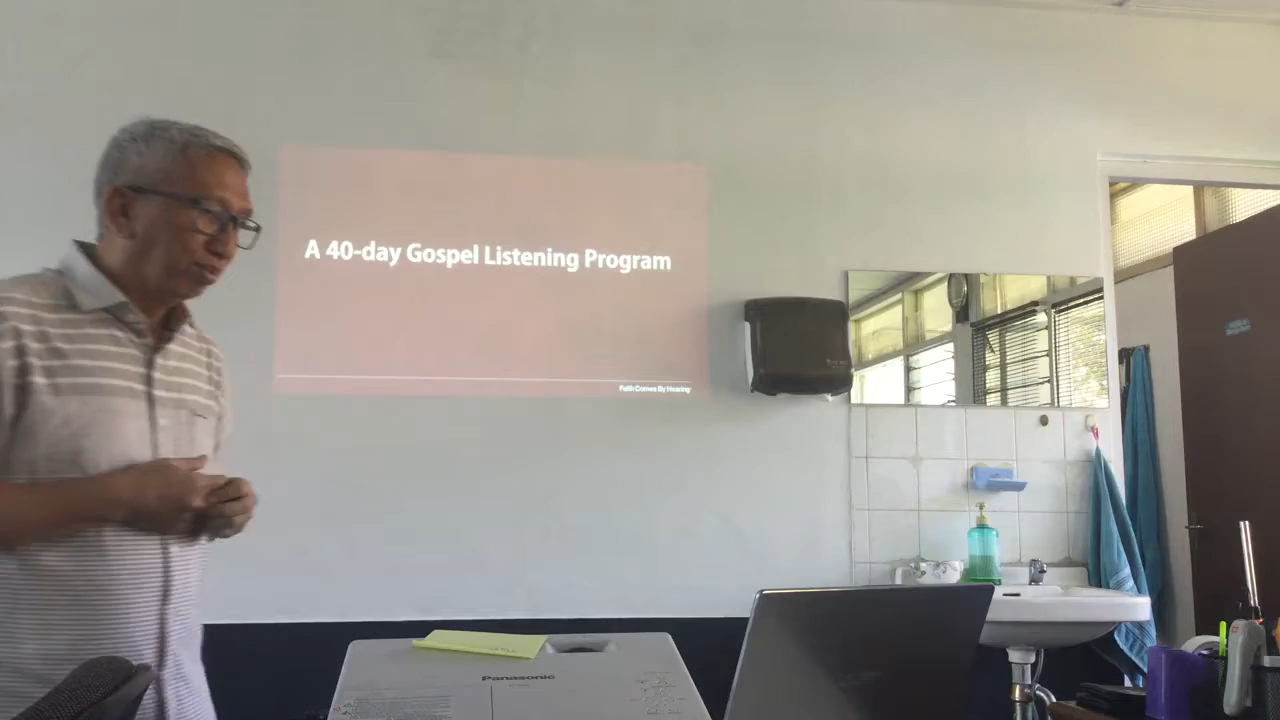 A 40-day Gospel Listening Program
Faith Comes By Hearing
Panasonic